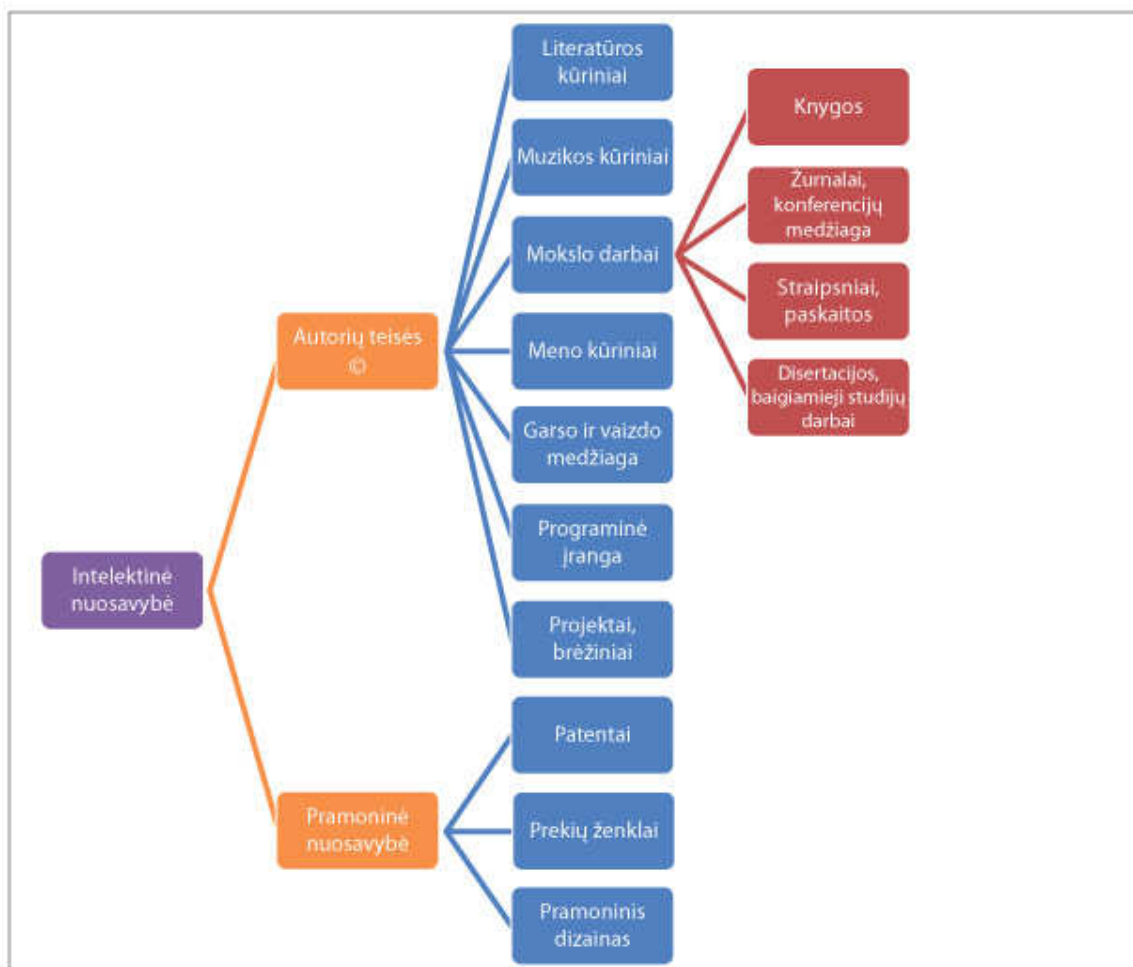 Literatūros
kūriniai
Muzikos kūriniai
Mokslo darbai
Meno kūriniai
Garso ir vaizdo
medžiaga
Programinė
įranga
Projektai,
brėžiniai
Patentai
Prekių ženklai
Pramoninis
dizainas
Knygos
Žurnalai,
konferencijų
medžiaga
Straipsniai,
paskaitos
Disertacijos,
baigiamieji studijų
darbai
Autorių teisės
©
Intelektinė
nuosavybė
Pramoninė
nuosavybė